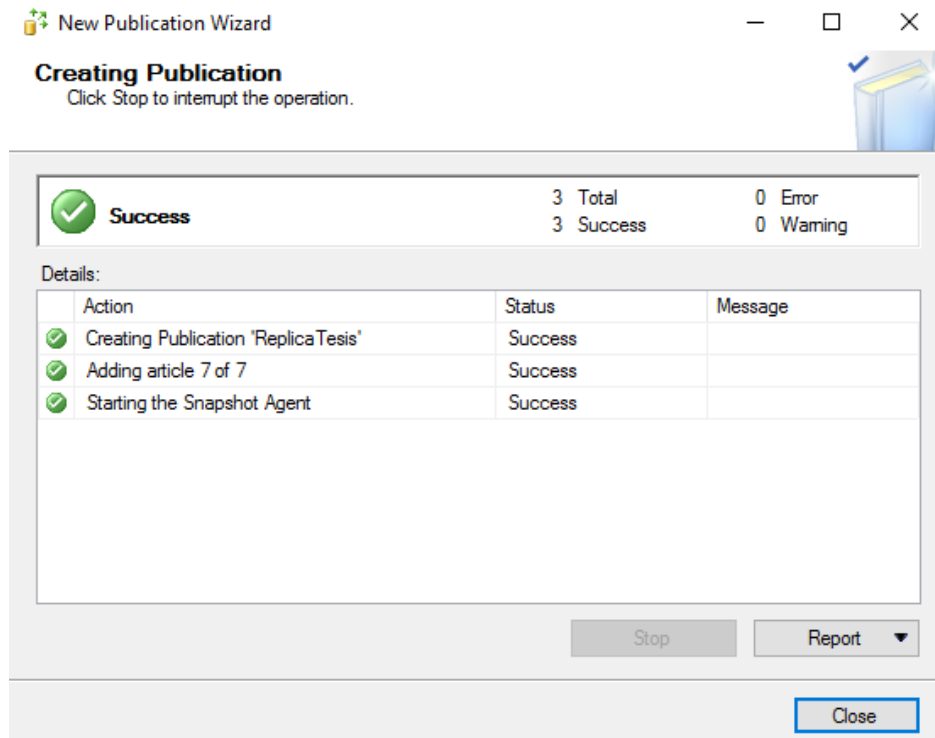 New Publication Wizard
Creating Publication
Click Stop to interrupt the operation.
Success
3 Total
0 Error
3 Success
0 Warning
Details:
Action Status Message
Creating Publication 'ReplicaTesis' Success
Adding article 7 of 7 Success
Starting the Snapshot Agent Success
Stop
Report
Close